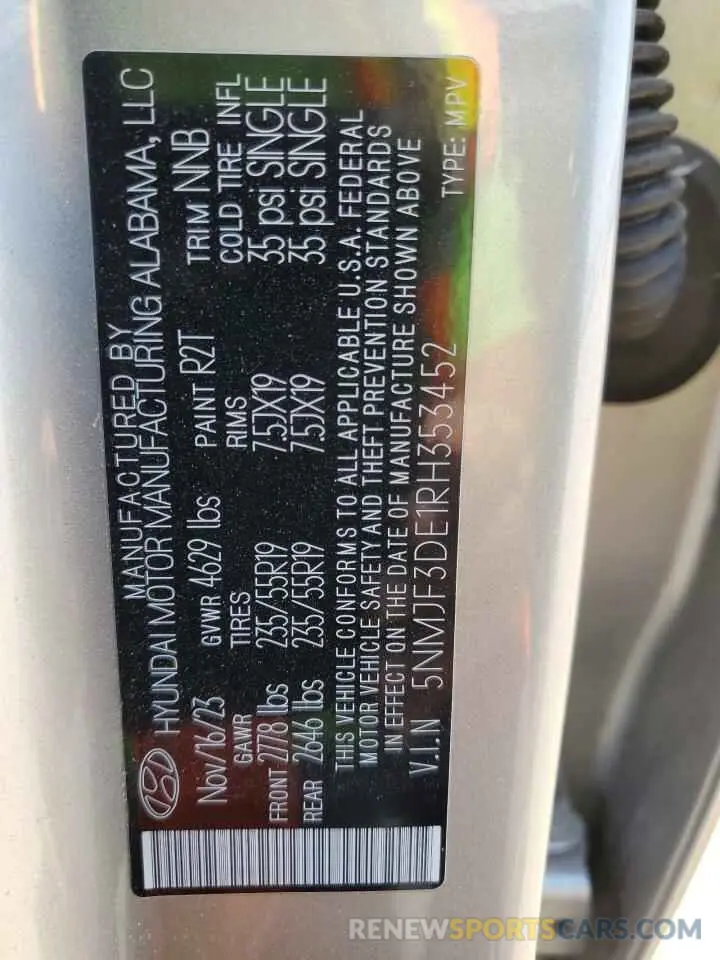 MANUFACTURED BY
HYUNDAI MOTOR MANUFACTURING ALABAMA, LLC
Nov/16/23 GVWR 4629 lbs PAINT R2T TRIM NNB
GAWR TIRES RIMS COLD TIRE INFL
FRONT 2778 lbs 235/55R19 7.5JX19 35 psi SINGLE
REAR 2646 lbs 235/55R19 7.5JX19 35 psi SINGLE
THIS VEHICLE CONFORMS TO ALL APPLICABLE U.S.A. FEDERAL
MOTOR VEHICLE SAFETY AND THEFT PREVENTION STANDARDS
IN EFFECT ON THE DATE OF MANUFACTURE SHOWN ABOVE
V.I.N 5NMJF3DE1RH353452 TYPE: MPV
RENEWSPORTSCARS.COM